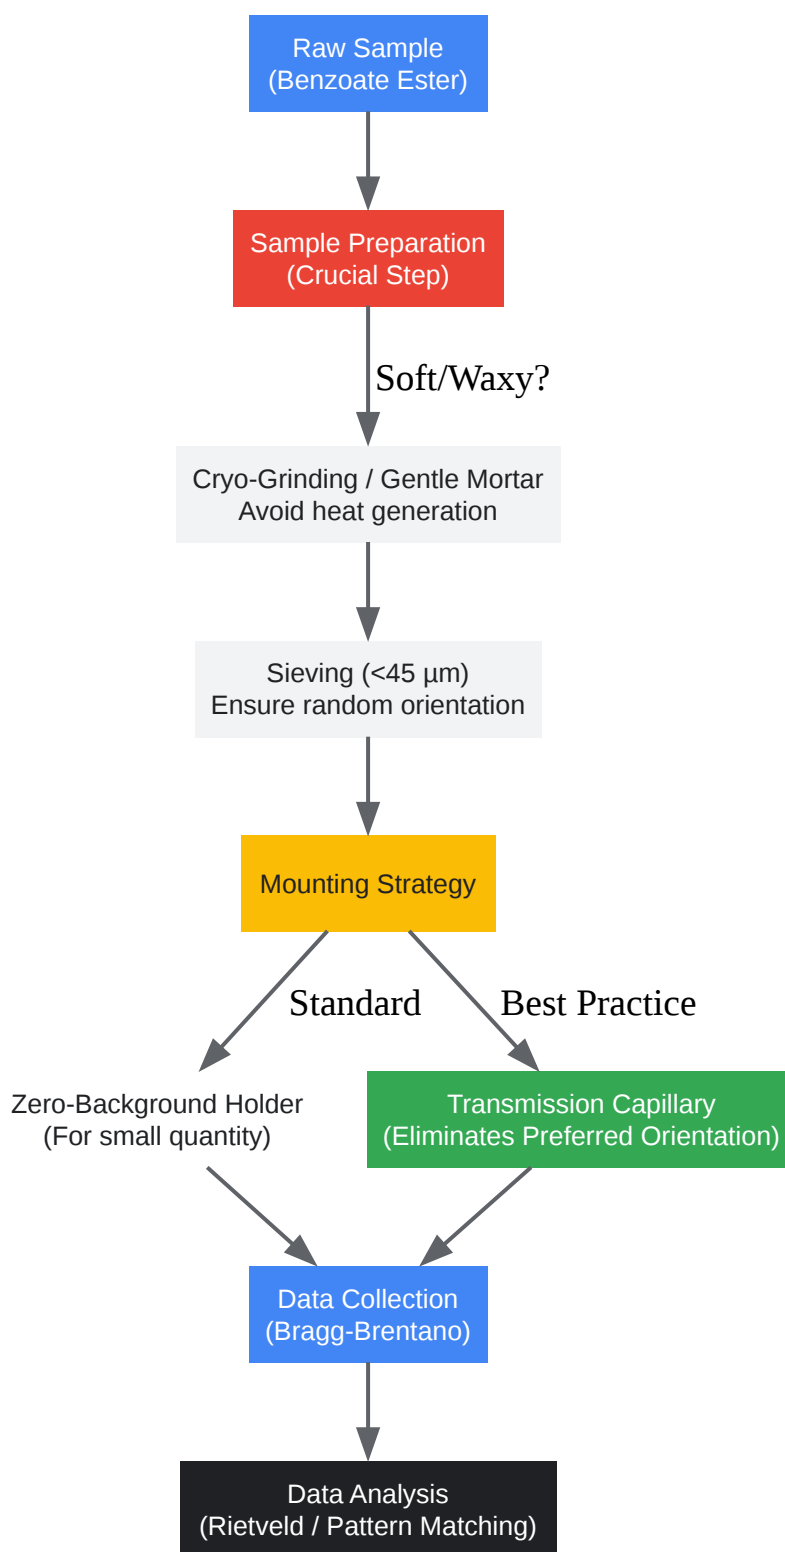 Raw Sample
(Benzoate Ester)
Sample Preparation
(Crucial Step)
Soft/Waxy?
Cryo-Grinding / Gentle Mortar
Avoid heat generation
Sieving (<45 µm)
Ensure random orientation
Mounting Strategy
Standard
Best Practice
Zero-Background Holder
(For small quantity)
Transmission Capillary
(Eliminates Preferred Orientation)
Data Collection
(Bragg-Brentano)
Data Analysis
(Rietveld / Pattern Matching)